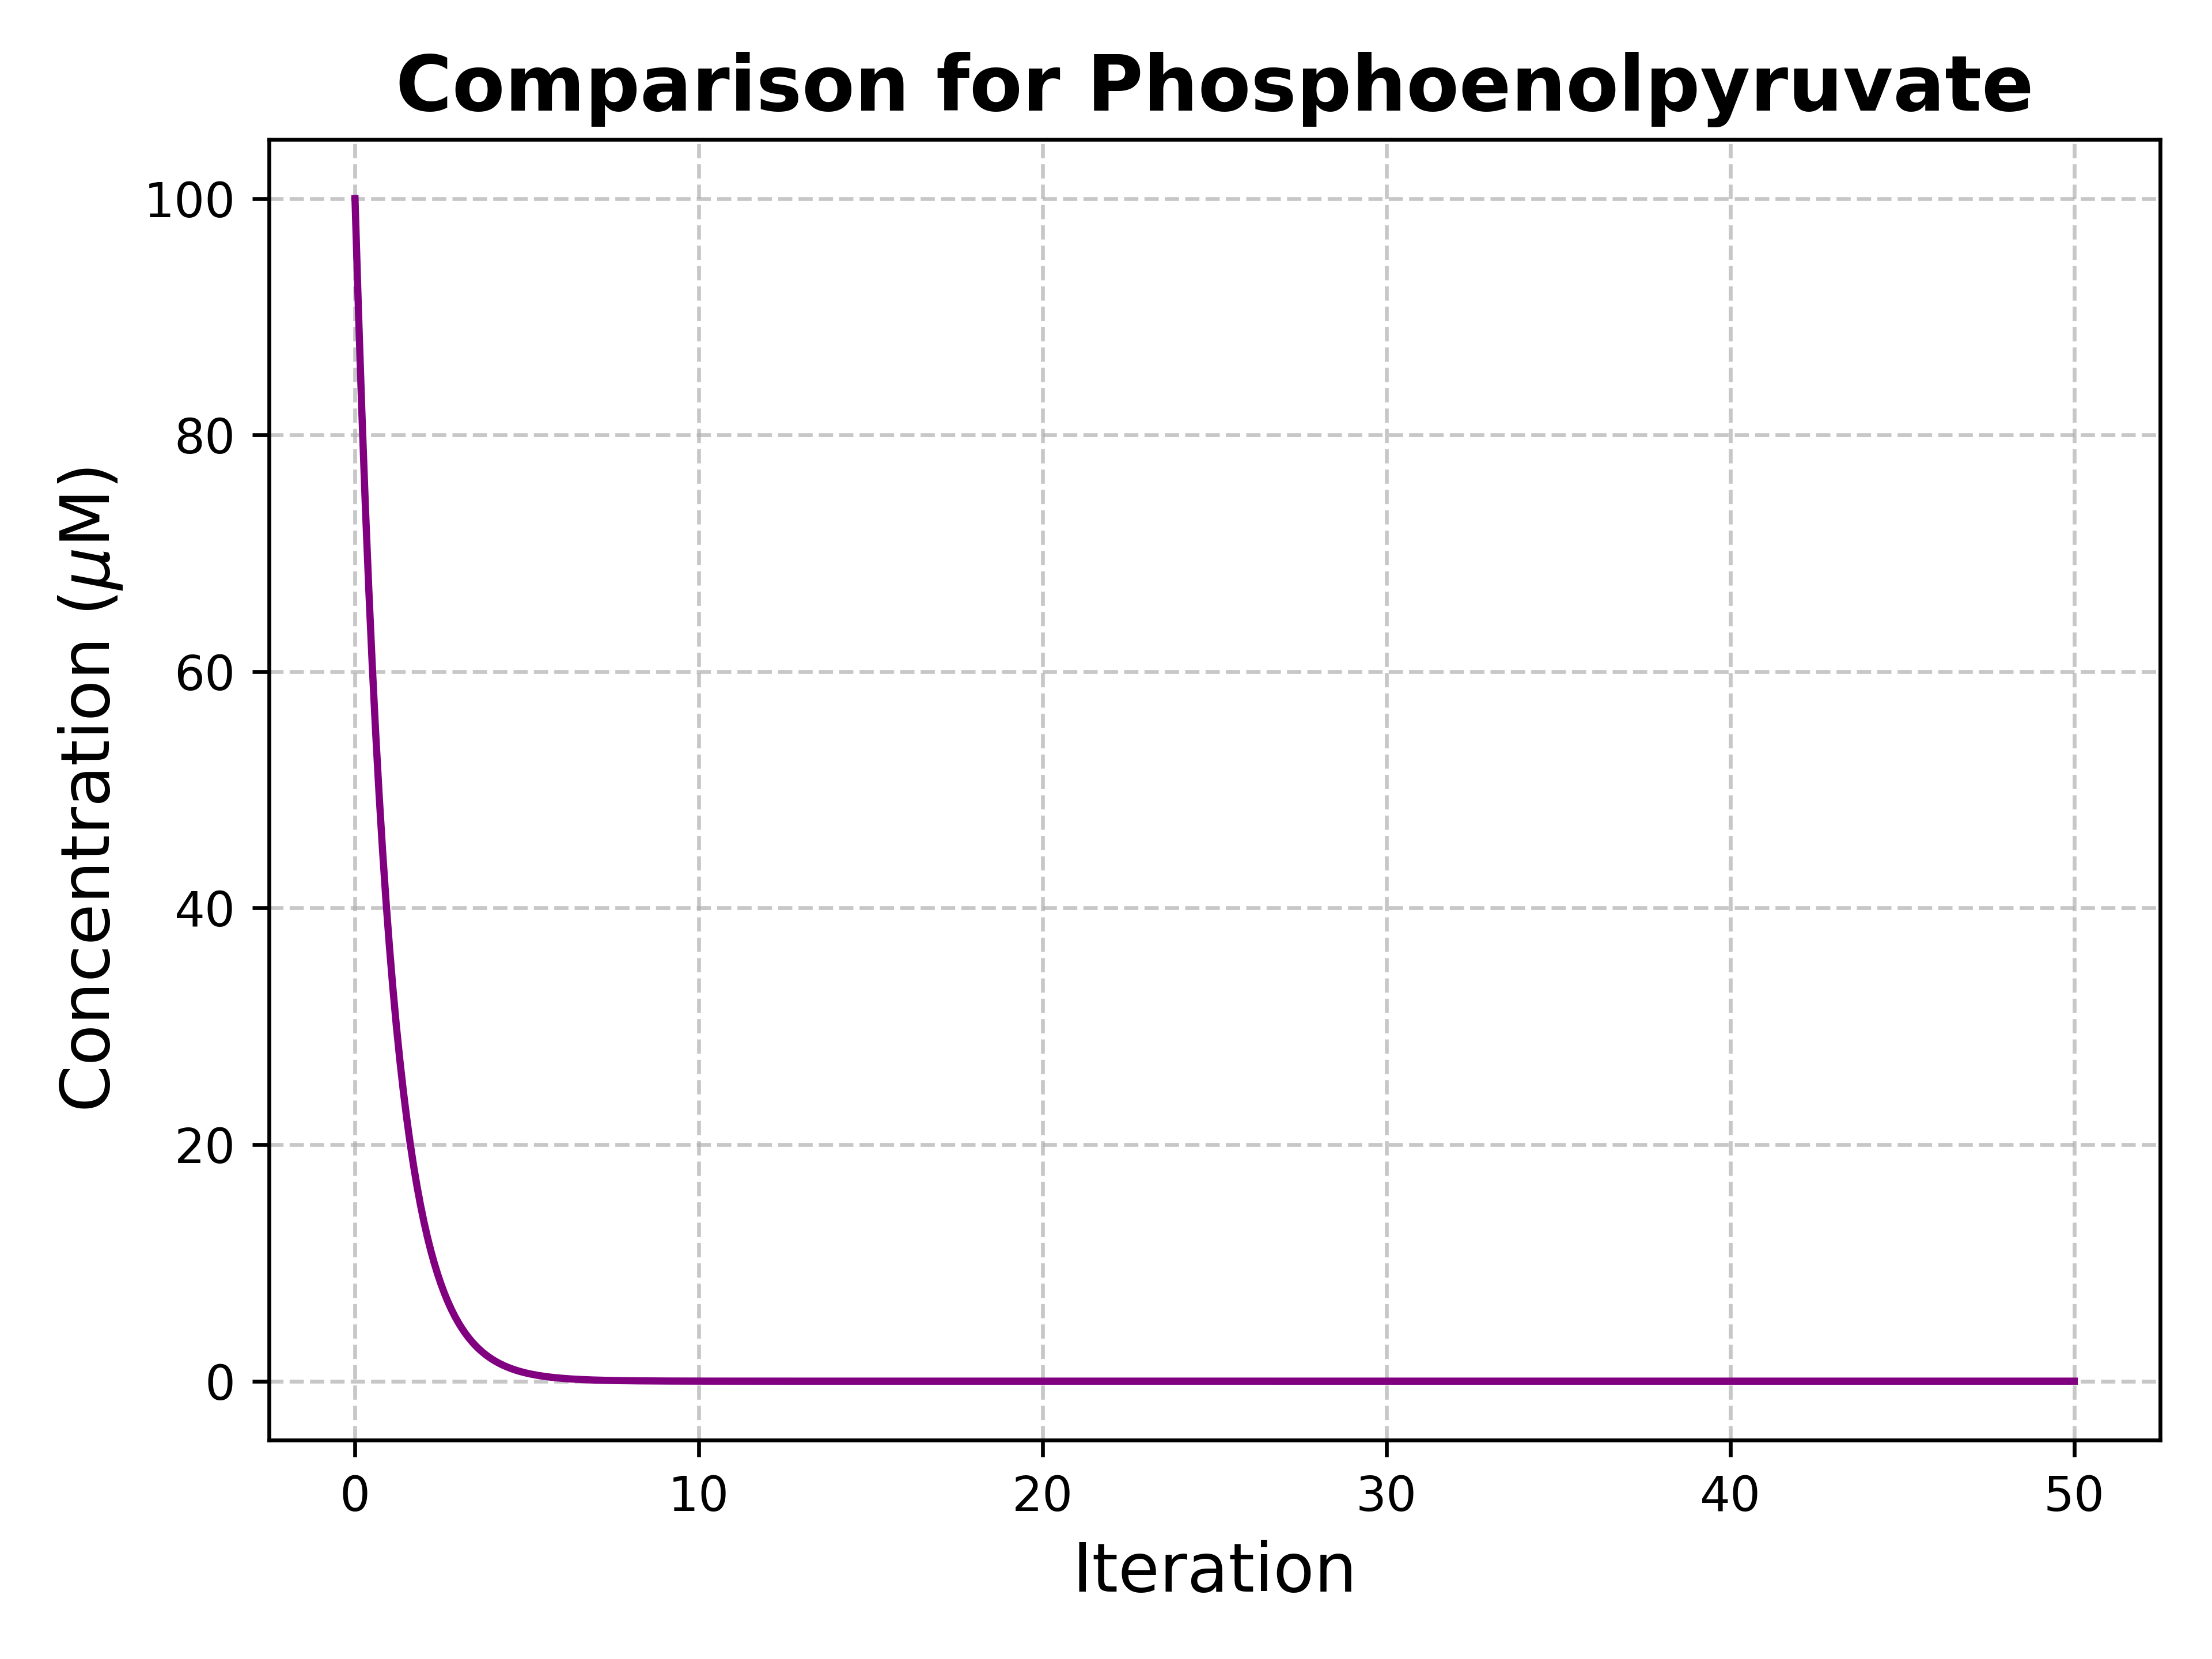 Comparison for Phosphoenolpyruvate
100
80
60
40
20
0
Concentration (μM)
0 10 20 30 40 50
Iteration